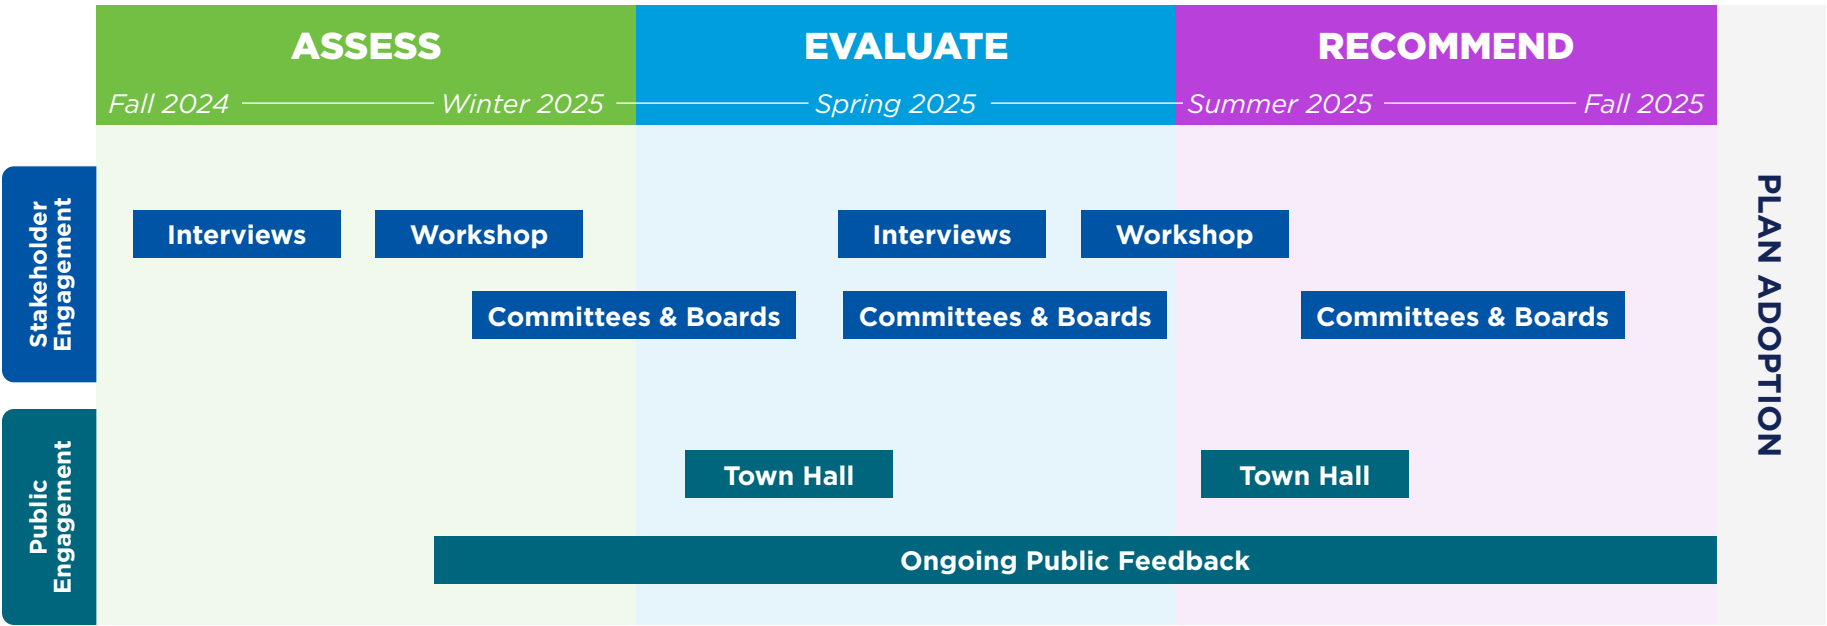 ASSESS
EVALUATE
RECOMMEND
Fall 2024
Winter 2025
Spring 2025
Summer 2025
Fall 2025
Stakeholder
Engagement
Interviews
Workshop
Interviews
Workshop
Committees & Boards
Committees & Boards
Committees & Boards
Public
Engagement
Town Hall
Town Hall
Ongoing Public Feedback
PLAN ADOPTION